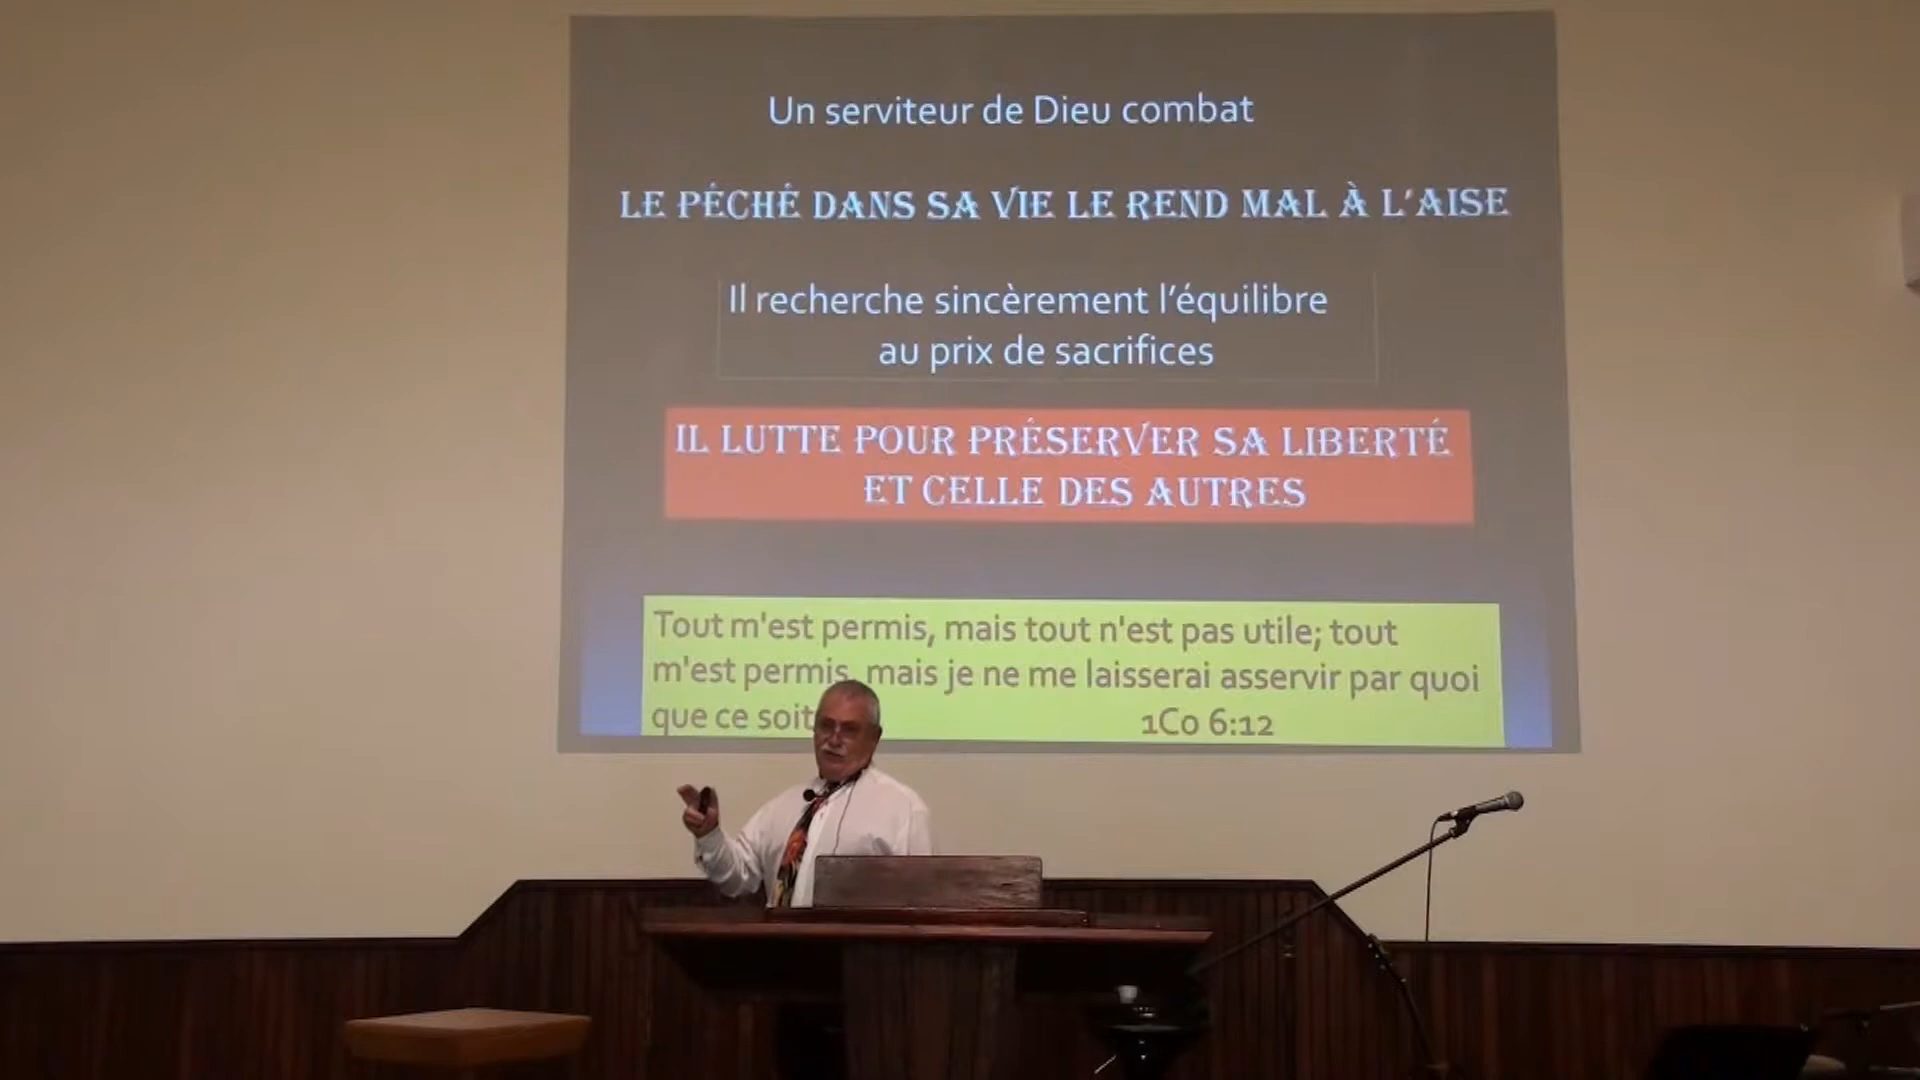 Un serviteur de Dieu combat
LE PÉCHÉ DANS SA VIE LE REND MAL À L'AISE
Il recherche sincèrement l'équilibre
au prix de sacrifices
IL LUTTE POUR PRÉSERVER SA LIBERTÉ
ET CELLE DES AUTRES
Tout m'est permis, mais tout n'est pas utile; tout
m'est permis, mais je ne me laisserai asservir par quoi
que ce soit
1Co 6:12